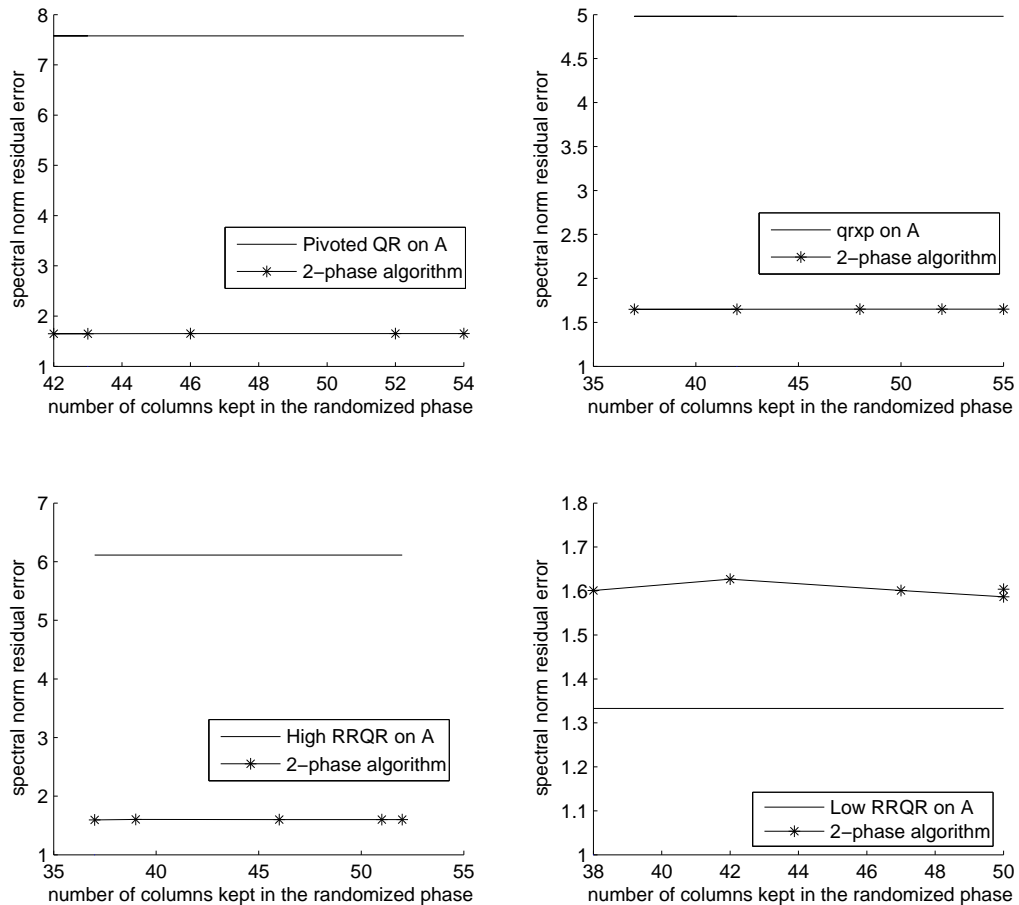 8
7
6
5
4
3
2
1
spectral norm residual error
Pivoted QR on A
2−phase algorithm
42 44 46 48 50 52 54
number of columns kept in the randomized phase
5
4.5
4
3.5
3
2.5
2
1.5
1
spectral norm residual error
qrxp on A
2−phase algorithm
35 40 45 50 55
number of columns kept in the randomized phase
7
6
5
4
3
2
1
spectral norm residual error
High RRQR on A
2−phase algorithm
35 40 45 50 55
number of columns kept in the randomized phase
1.8
1.7
1.6
1.5
1.4
1.3
1.2
1.1
1
spectral norm residual error
Low RRQR on A
2−phase algorithm
38 40 42 44 46 48 50
number of columns kept in the randomized phase